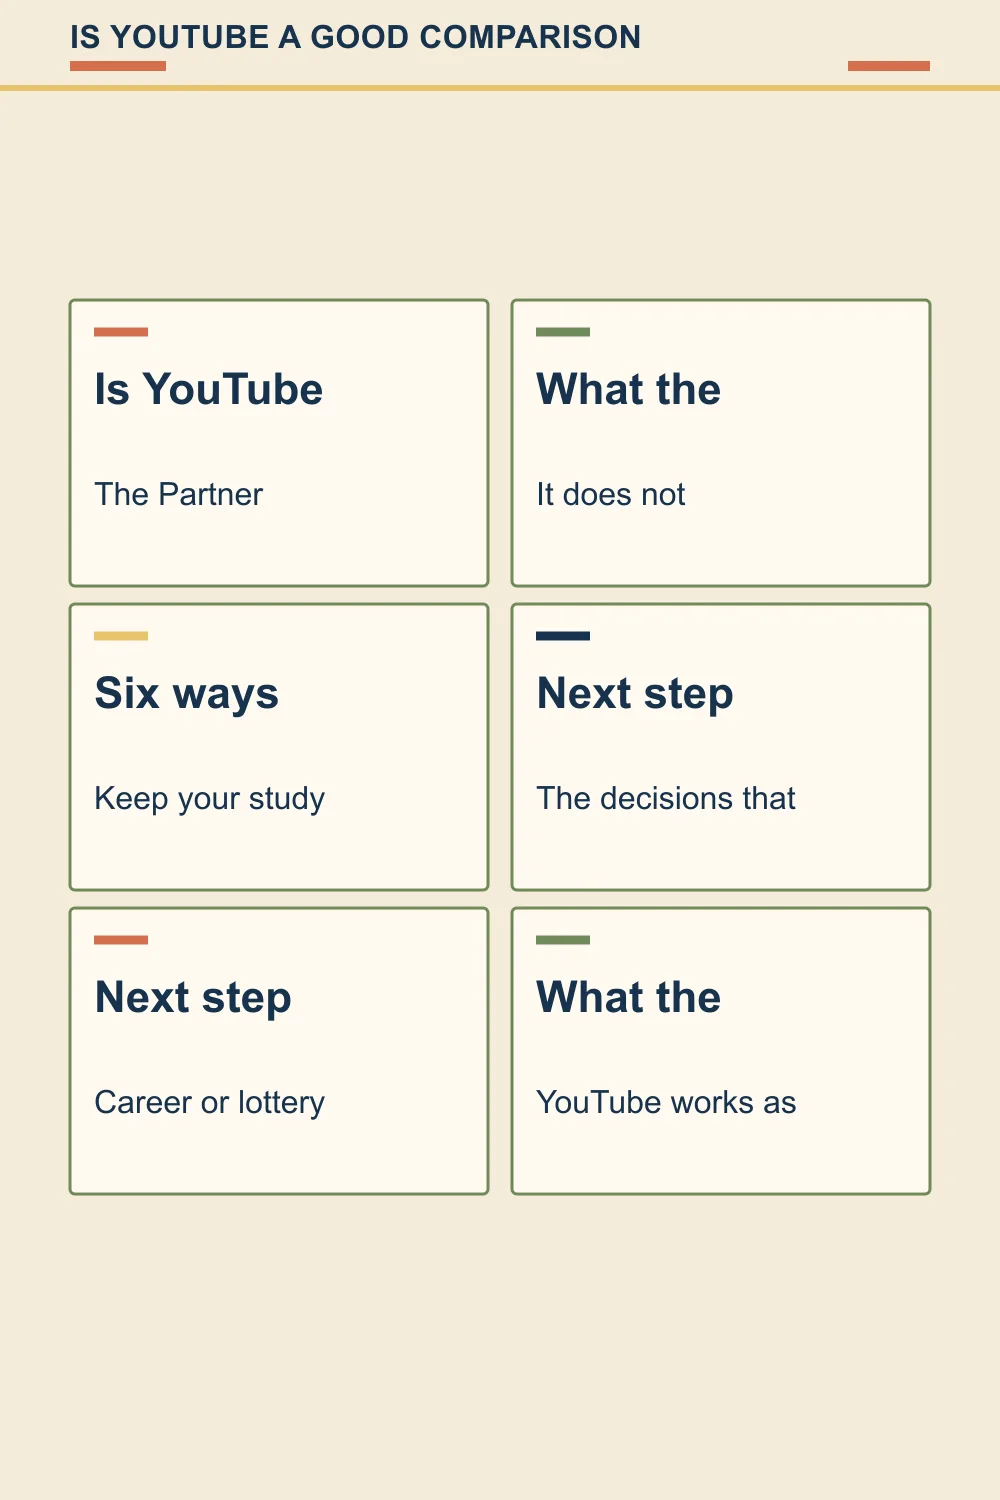 IS YOUTUBE A GOOD COMPARISON
Is YouTube
The Partner
What the
It does not
Six ways
Keep your study
Next step
The decisions that
Next step
Career or lottery
What the
YouTube works as